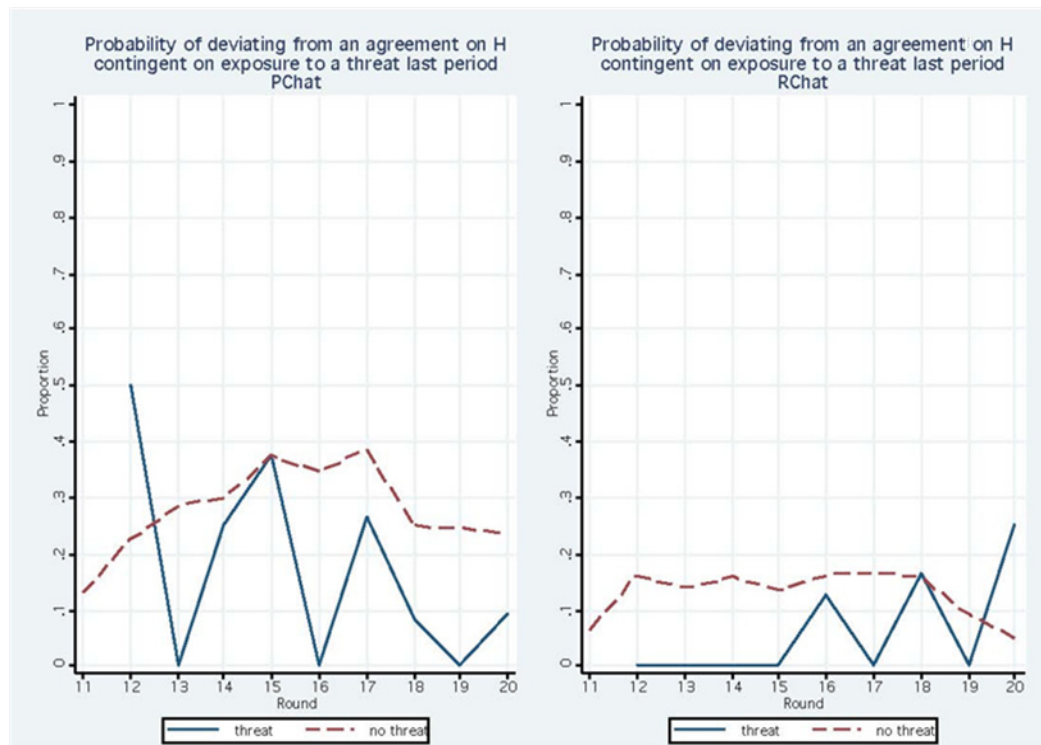 Probability of deviating from an agreement on H
contingent on exposure to a threat last period
PChat
Proportion
1
.9
.8
.7
.6
.5
.4
.3
.2
.1
0
11 12 13 14 15 16 17 18 19 20
Round
threat no threat
Probability of deviating from an agreement on H
contingent on exposure to a threat last period
RChat
Proportion
1
.9
.8
.7
.6
.5
.4
.3
.2
.1
0
11 12 13 14 15 16 17 18 19 20
Round
threat no threat